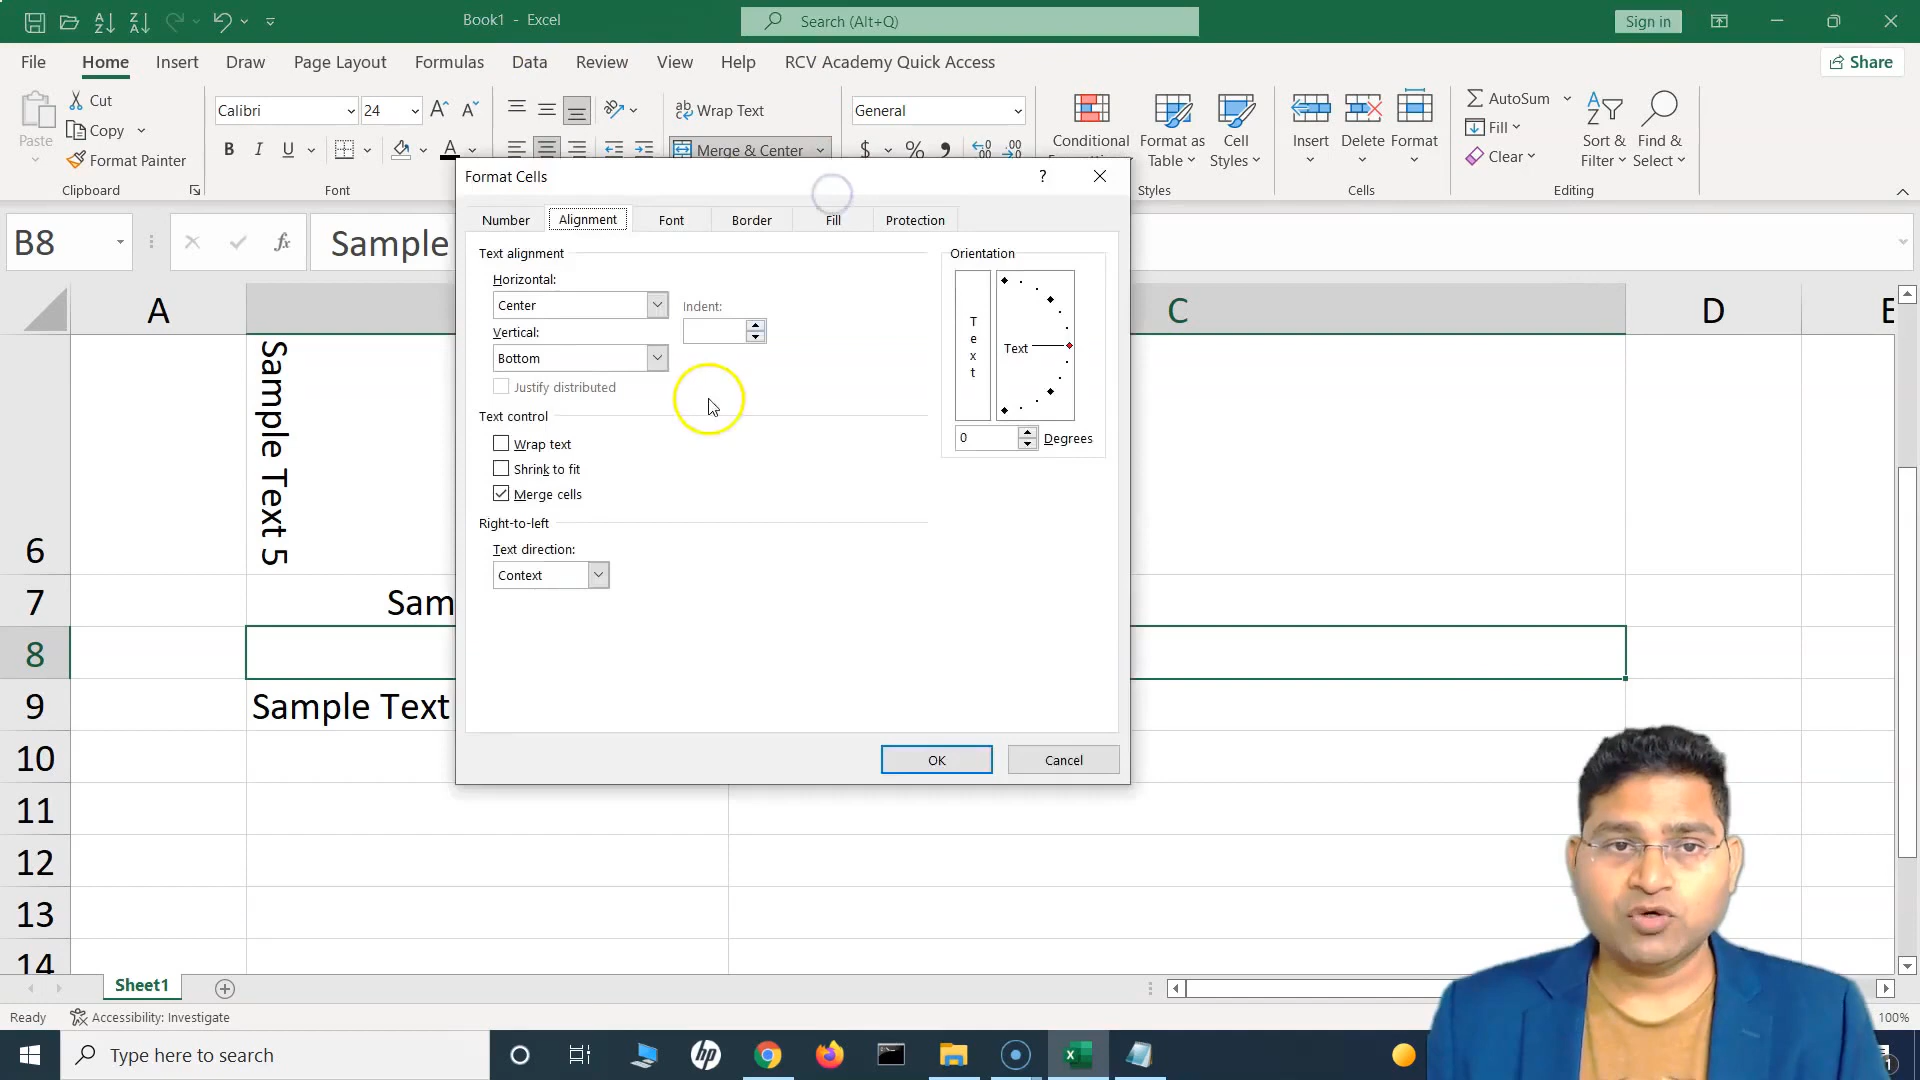 Book1 - Excel
Search (Alt+Q)
Sign in
File
Home
Insert
Draw
Page Layout
Formulas
Data
Review
View
Help
RCV Academy Quick Access
Share
Paste
Cut
Copy
Format Painter
Clipboard
Calibri
24
B I U
Font
ab Wrap Text
Merge & Center
General
$ % ,
Conditional
Format as Table
Cell Styles
Styles
Insert
Delete
Format
Cells
AutoSum
Fill
Clear
Sort & Filter
Find & Select
Editing
B8
fx
Sample
Format Cells
?
Number
Alignment
Font
Border
Fill
Protection
Text alignment
Horizontal:
Center
Indent:
Vertical:
Bottom
Justify distributed
Text control
Wrap text
Shrink to fit
Merge cells
Right-to-left
Text direction:
Context
Orientation
Text
Text
0
Degrees
OK
Cancel
A
C
D
E
6
Sample Text 5
7
Sam
8
9
Sample Text
10
11
12
13
14
Sheet1
Ready
Accessibility: Investigate
100%
Type here to search
hp
1